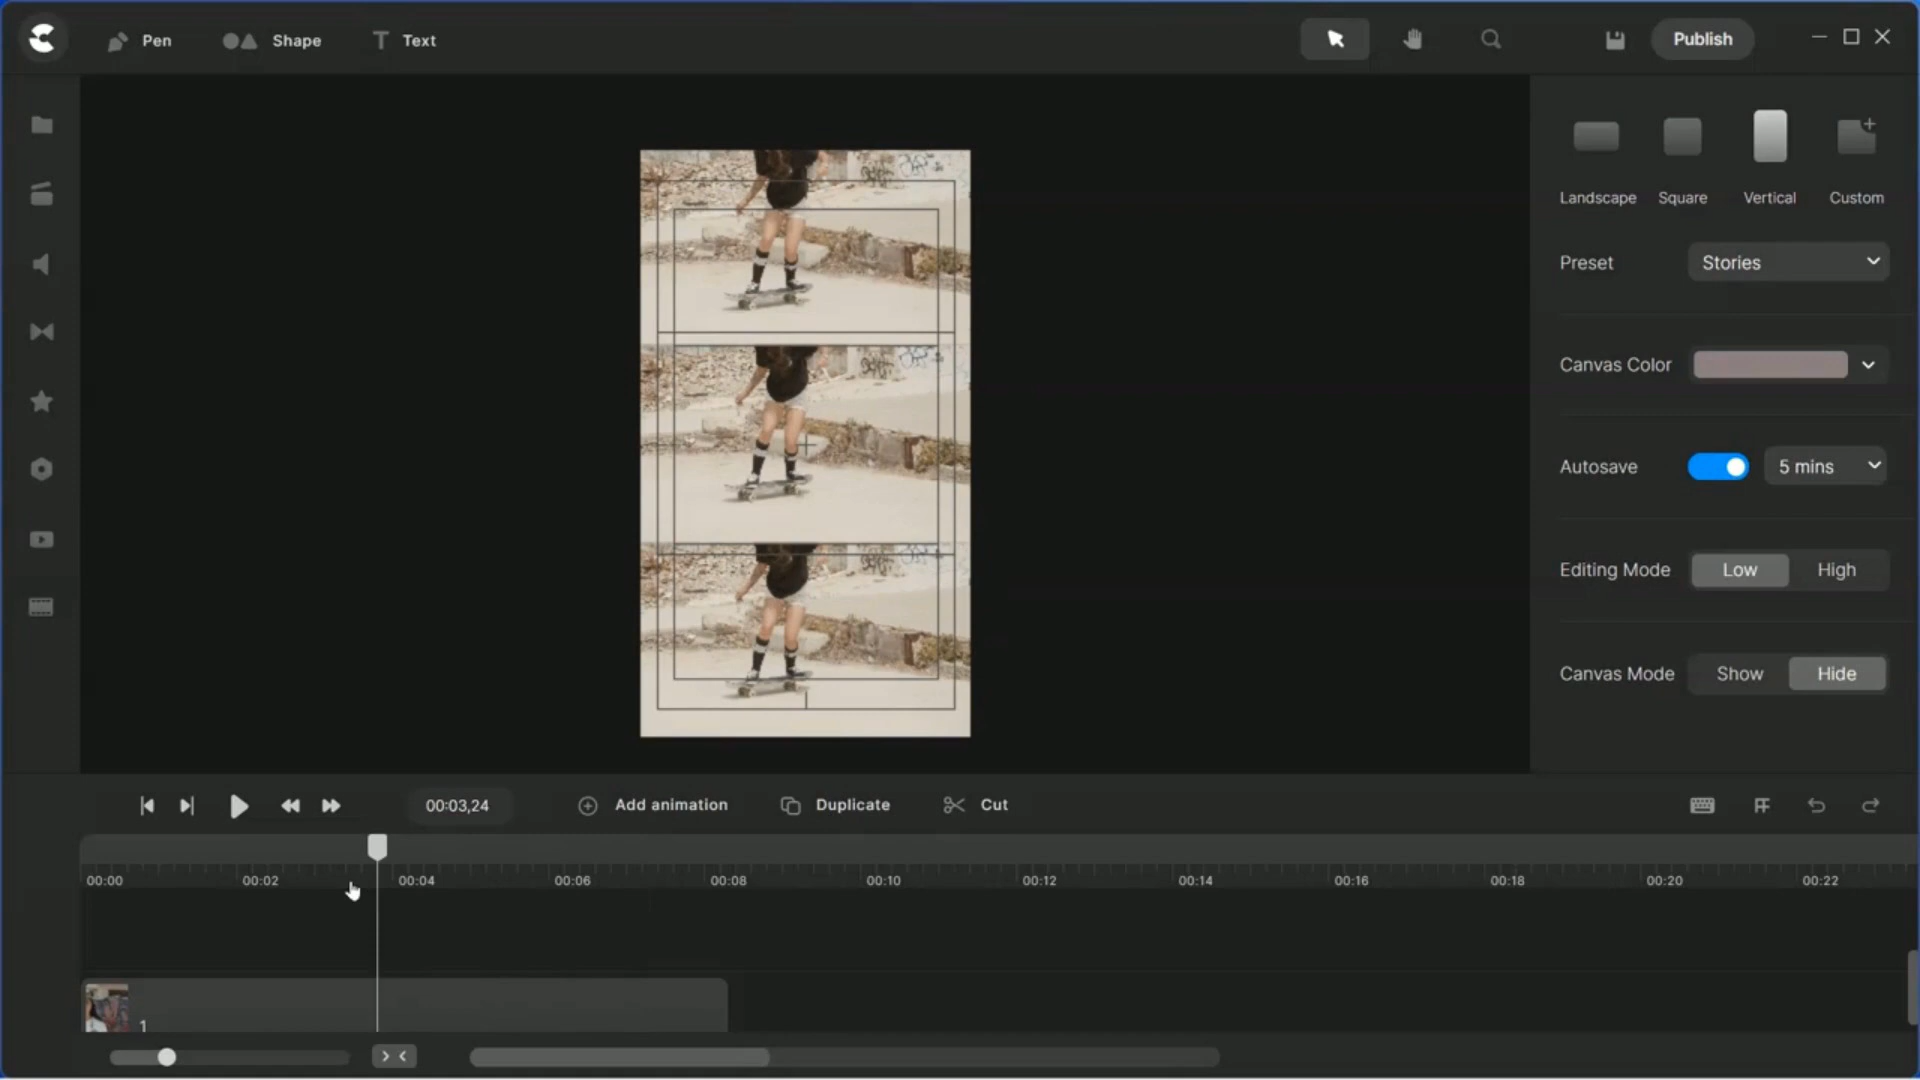 Pen Shape Text Publish
Landscape Square Vertical Custom
Preset Stories
Canvas Color
Autosave 5 mins
Editing Mode Low High
Canvas Mode Show Hide
00:03,24 Add animation Duplicate Cut
00:00 00:02 00:04 00:06 00:08 00:10 00:12 00:14 00:16 00:18 00:20 00:22
1